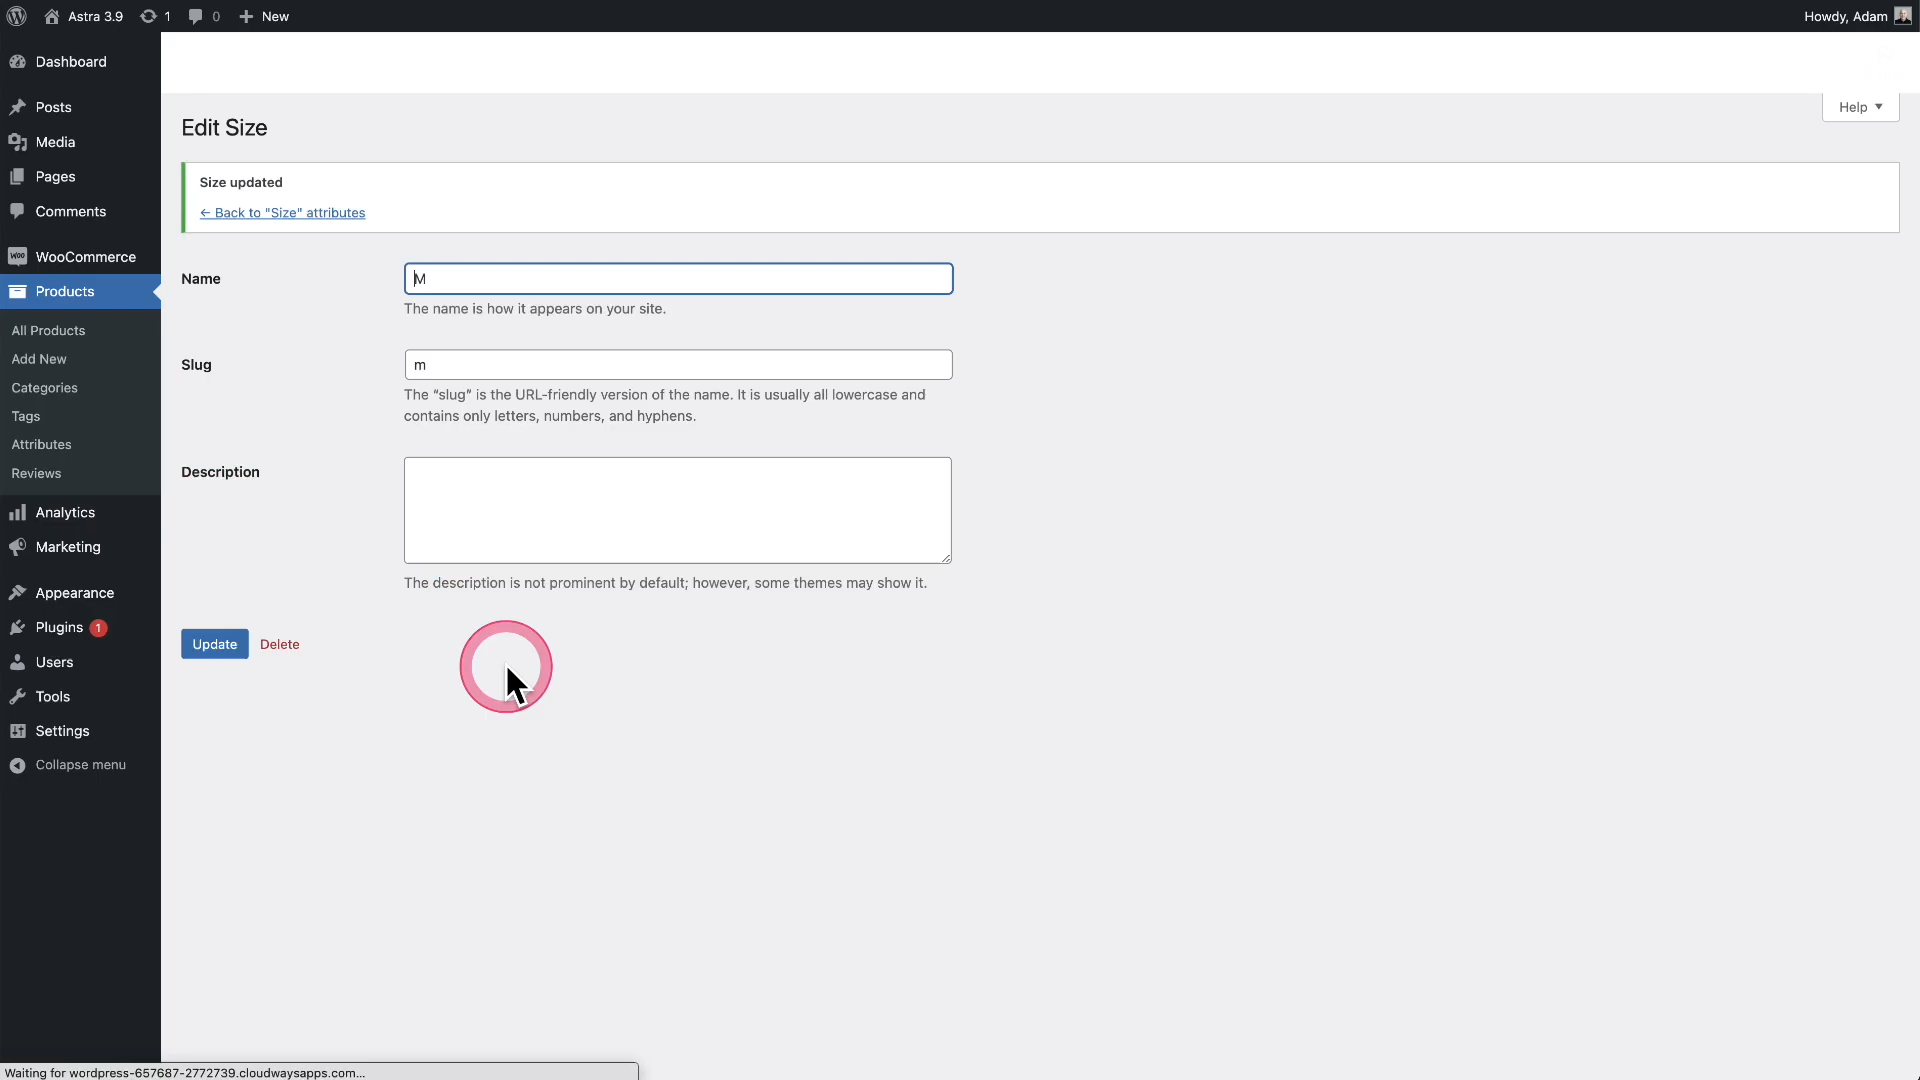 Astra 3.9
1
0
New
Howdy, Adam
Dashboard
Posts
Media
Pages
Comments
Woo WooCommerce
Products
All Products
Add New
Categories
Tags
Attributes
Reviews
Analytics
Marketing
Appearance
Plugins 1
Users
Tools
Settings
Collapse menu
Help ▼
Edit Size
Size updated
← Back to "Size" attributes
Name
M
The name is how it appears on your site.
Slug
m
The “slug” is the URL-friendly version of the name. It is usually all lowercase and
contains only letters, numbers, and hyphens.
Description
The description is not prominent by default; however, some themes may show it.
Update
Delete
Waiting for wordpress-657687-2772739.cloudwaysapps.com...